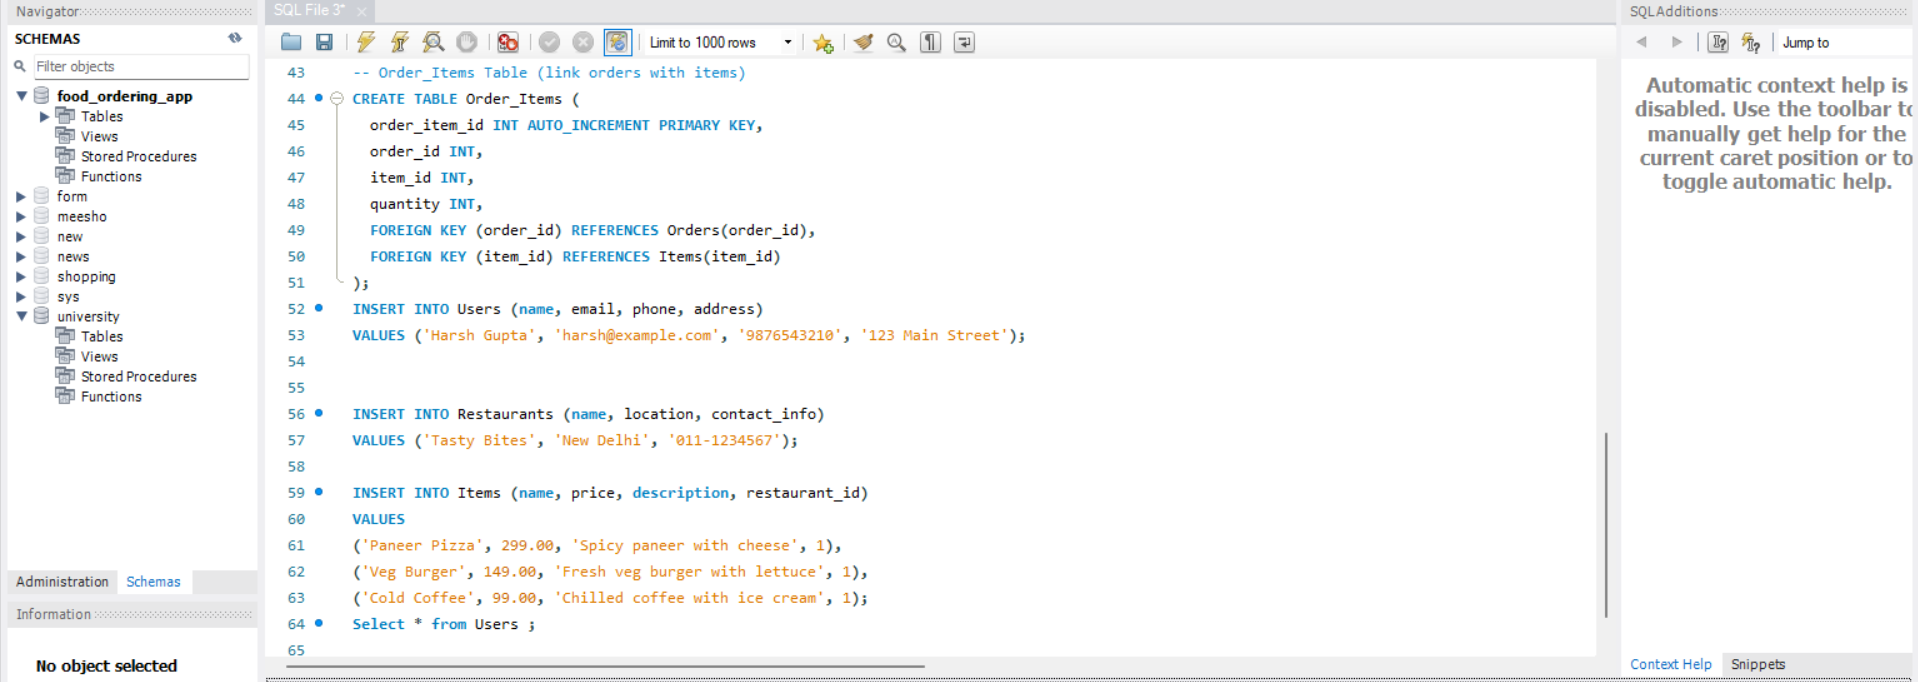 Navigator
SCHEMAS
Filter objects
food_ordering_app
Tables
Views
Stored Procedures
Functions
form
meesho
new
news
shopping
sys
university
Tables
Views
Stored Procedures
Functions
Administration Schemas
Information
No object selected
SQL File 3* ×
Limit to 1000 rows
43 -- Order_Items Table (link orders with items)
44 CREATE TABLE Order_Items (
45 order_item_id INT AUTO_INCREMENT PRIMARY KEY,
46 order_id INT,
47 item_id INT,
48 quantity INT,
49 FOREIGN KEY (order_id) REFERENCES Orders(order_id),
50 FOREIGN KEY (item_id) REFERENCES Items(item_id)
51 );
52 INSERT INTO Users (name, email, phone, address)
53 VALUES ('Harsh Gupta', 'harsh@example.com', '9876543210', '123 Main Street');
54
55
56 INSERT INTO Restaurants (name, location, contact_info)
57 VALUES ('Tasty Bites', 'New Delhi', '011-1234567');
58
59 INSERT INTO Items (name, price, description, restaurant_id)
60 VALUES
61 ('Paneer Pizza', 299.00, 'Spicy paneer with cheese', 1),
62 ('Veg Burger', 149.00, 'Fresh veg burger with lettuce', 1),
63 ('Cold Coffee', 99.00, 'Chilled coffee with ice cream', 1);
64 Select * from Users ;
65
SQLAdditions
Jump to
Automatic context help is
disabled. Use the toolbar to
manually get help for the
current caret position or to
toggle automatic help.
Context Help Snippets